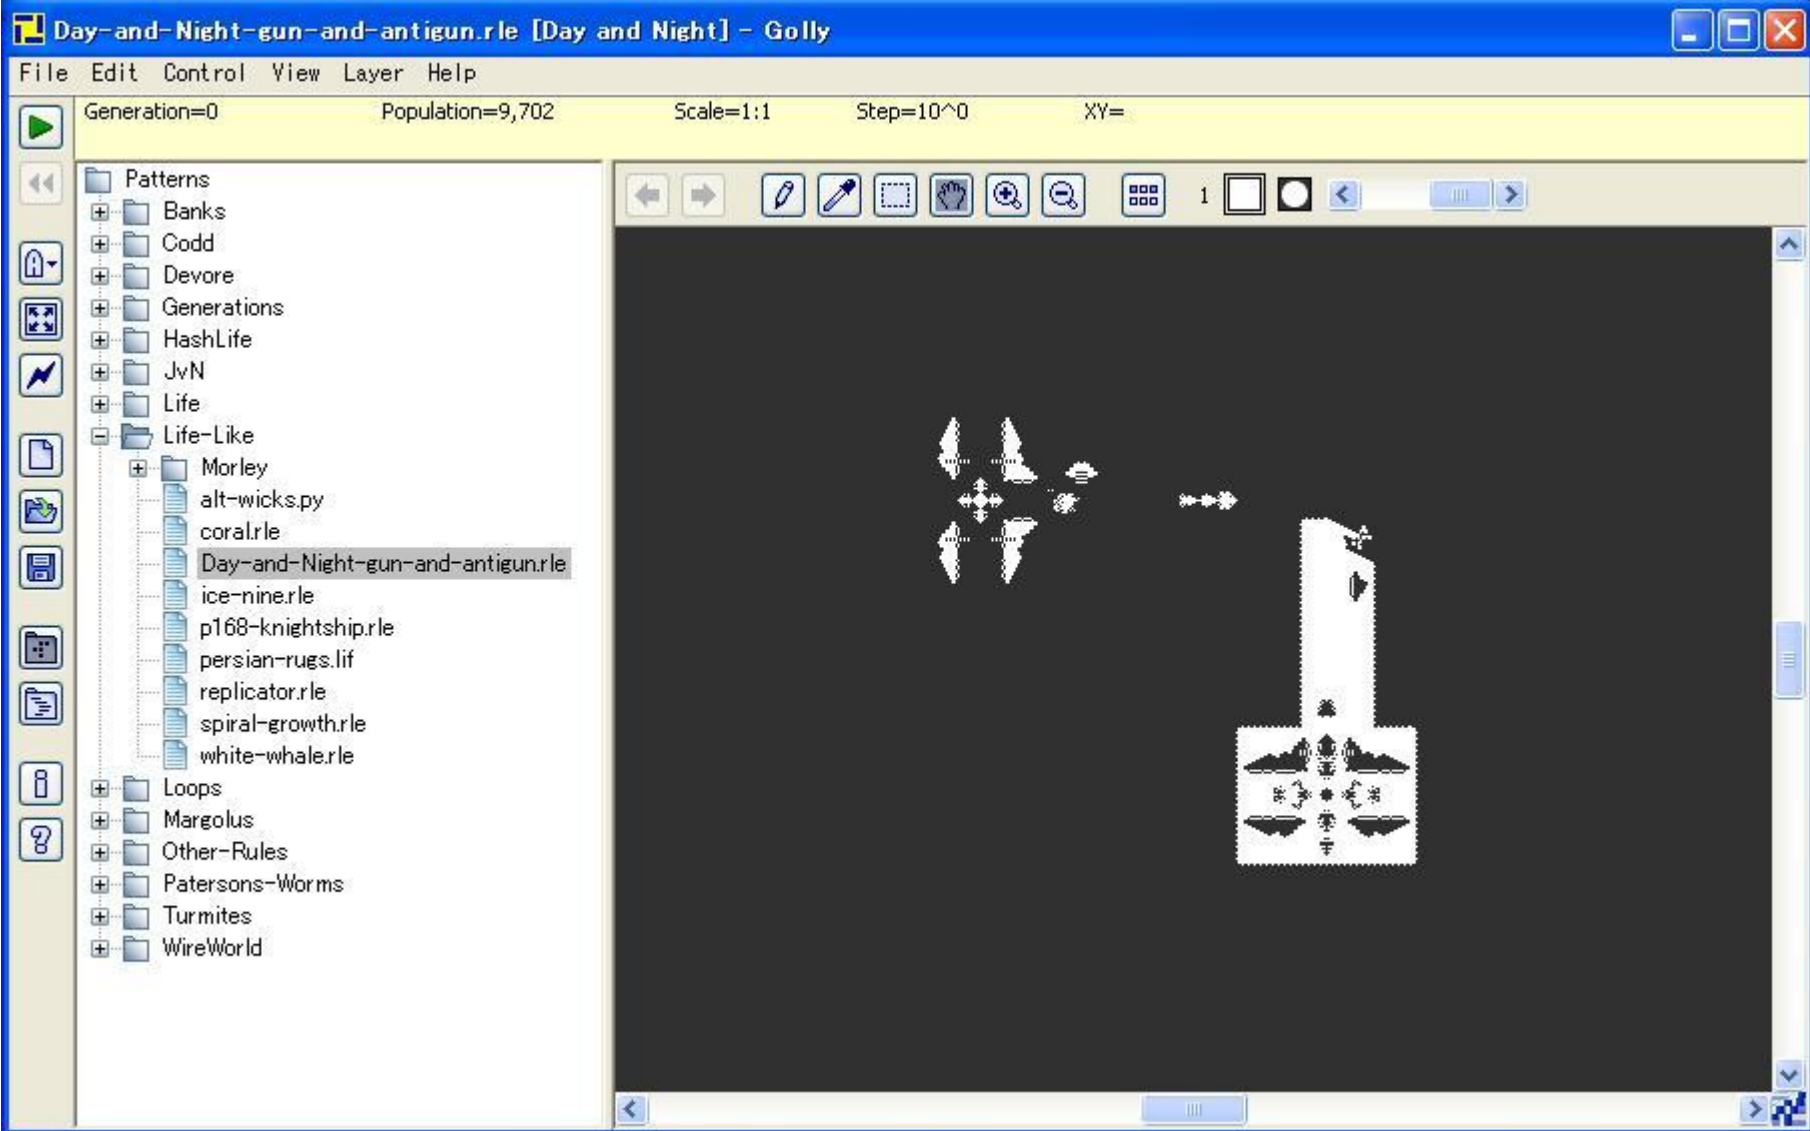 Day-and-Night-gun-and-antigun.rle [Day and Night] - Golly
File Edit Control View Layer Help
Generation=0 Population=9,702 Scale=1:1 Step=10^0 XY=
1
Patterns
Banks
Codd
Devore
Generations
HashLife
JvN
Life
Life-Like
Morley
alt-wicks.py
coral.rle
Day-and-Night-gun-and-antigun.rle
ice-nine.rle
p168-knightship.rle
persian-rugs.lif
replicator.rle
spiral-growth.rle
white-whale.rle
Loops
Margolus
Other-Rules
Patersons-Worms
Turmites
WireWorld